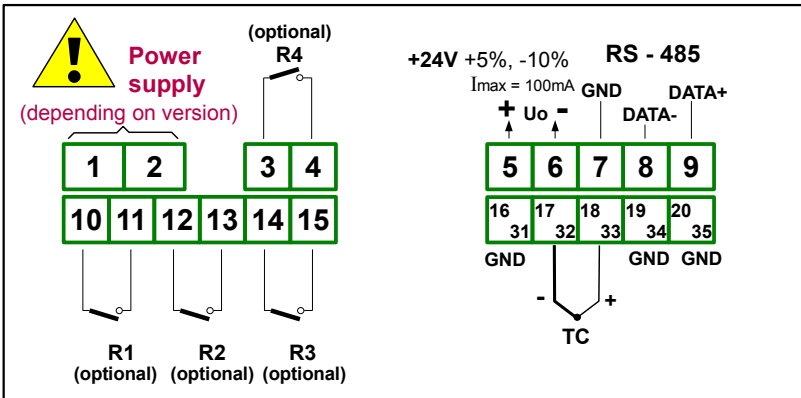 Power
supply
(depending on version)
(optional)
R4
1 2 3 4
10 11 12 13 14 15
R1
(optional)
R2
(optional)
R3
(optional)
+24V +5%, -10%
Imax = 100mA
+ Uo -
RS - 485
GND
DATA-
DATA+
5 6 7 8 9
16 17 18 19 20
31 32 33 34 35
GND GND GND
- +
TC